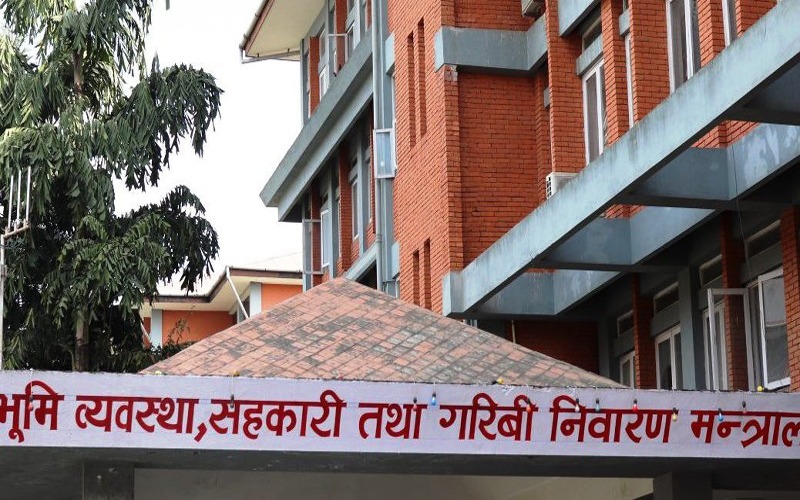 भूमि व्यवस्था, सहकारी तथा गरिबी निवारण मन्त्राल